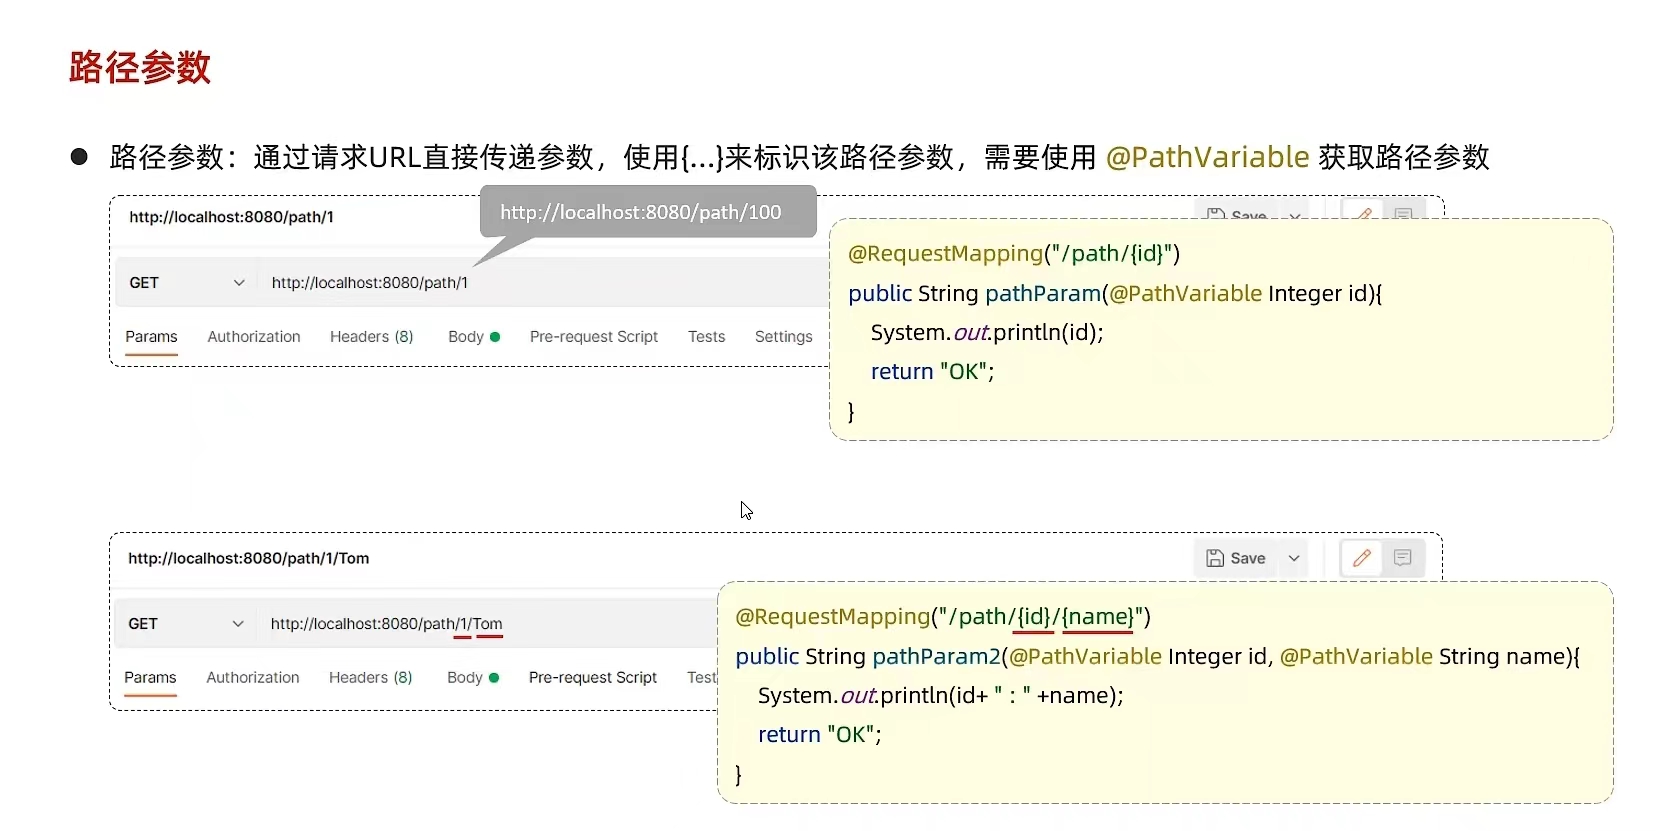 路径参数
路径参数：通过请求URL直接传递参数，使用{…}来标识该路径参数，需要使用 @PathVariable 获取路径参数
http://localhost:8080/path/1
http://localhost:8080/path/100
Save
GET
http://localhost:8080/path/1
Params Authorization Headers (8) Body Pre-request Script Tests Settings
@RequestMapping("/path/{id}")
public String pathParam(@PathVariable Integer id){
System.out.println(id);
return "OK";
}
http://localhost:8080/path/1/Tom
Save
GET
http://localhost:8080/path/1/Tom
Params Authorization Headers (8) Body Pre-request Script Test
@RequestMapping("/path/{id}/{name}")
public String pathParam2(@PathVariable Integer id, @PathVariable String name){
System.out.println(id+ " : " +name);
return "OK";
}